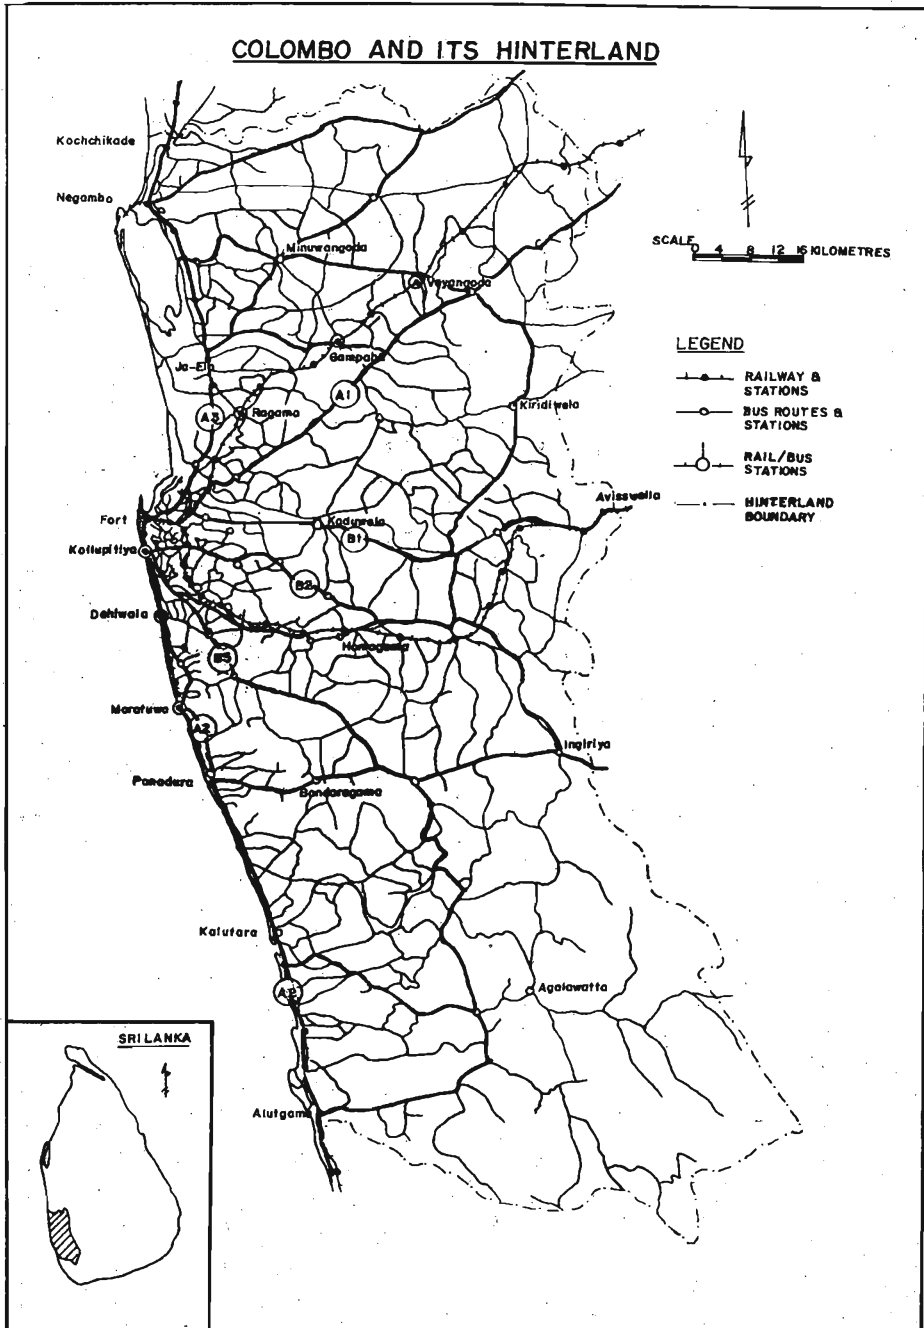 COLOMBO AND ITS HINTERLAND
Kochchikade
Negambo
Minuwangoda
SCALE
0 4 8 12 16 KILOMETRES
Veyangoda
LEGEND
RAILWAY &
STATIONS
BUS ROUTES &
STATIONS
RAIL/BUS
STATIONS
HINTERLAND
BOUNDARY
Gampaha
Ja-Ela
A1
A3
Ragama
Kiridiwela
Avisswella
Fort
Kaduwela
B1
Kollupitiya
B2
Dehiwala
Homagama
B3
Moratuwa
A2
Ingiriya
Panadura
Bandaragama
Kalutara
Agalawatta
A2
SRI LANKA
Alutgama